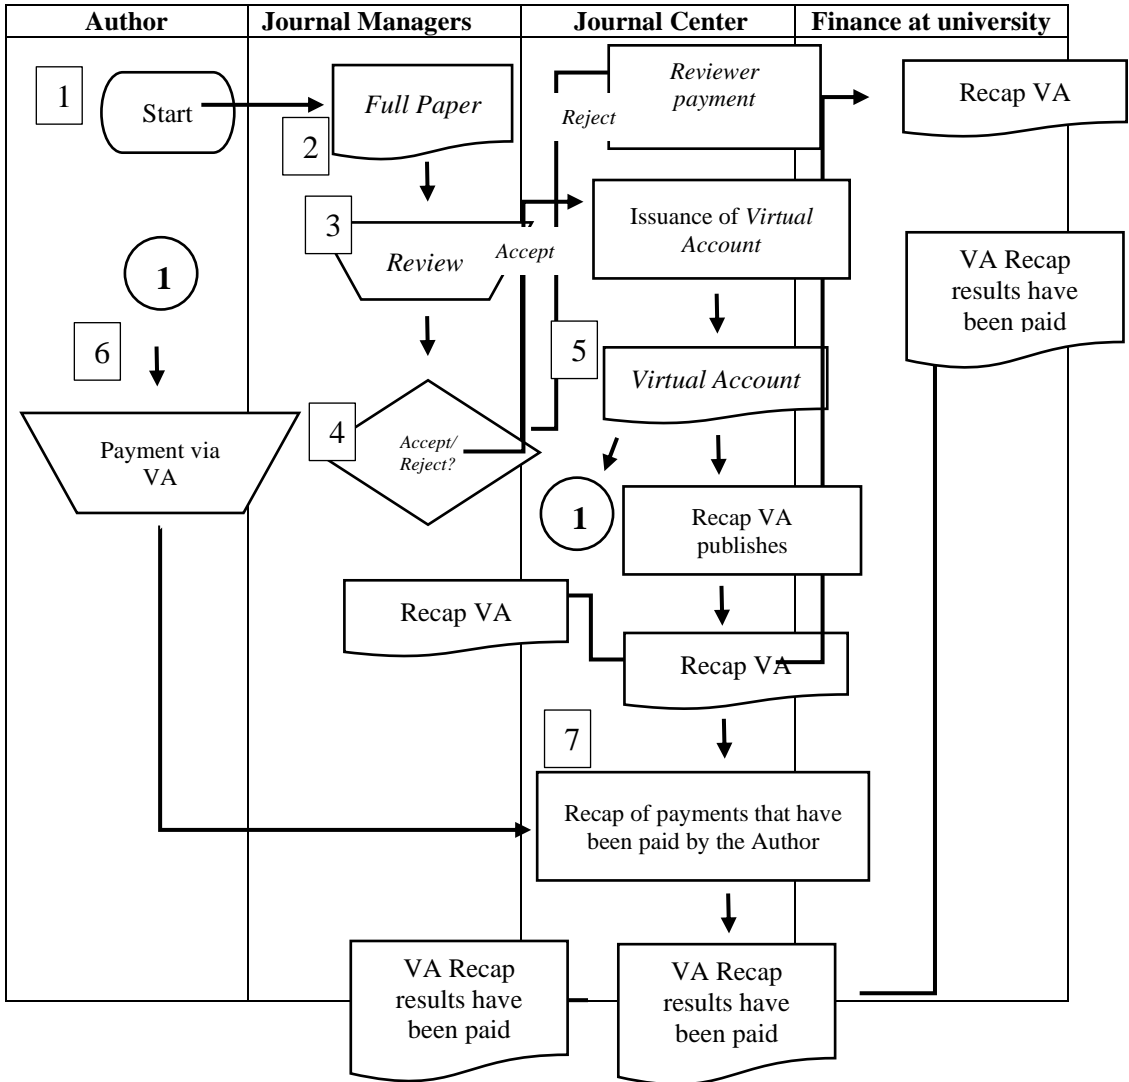 Author
Journal Managers
Journal Center
Finance at university
1
Start
2
Full Paper
3
Review
Accept
4
Accept/
Reject?
Reject
Reviewer
payment
Issuance of Virtual
Account
5
Virtual Account
1
Recap VA
publishes
Recap VA
Recap VA
Recap VA
VA Recap
results have
been paid
1
6
Payment via
VA
7
Recap of payments that have
been paid by the Author
VA Recap
results have
been paid
VA Recap
results have
been paid